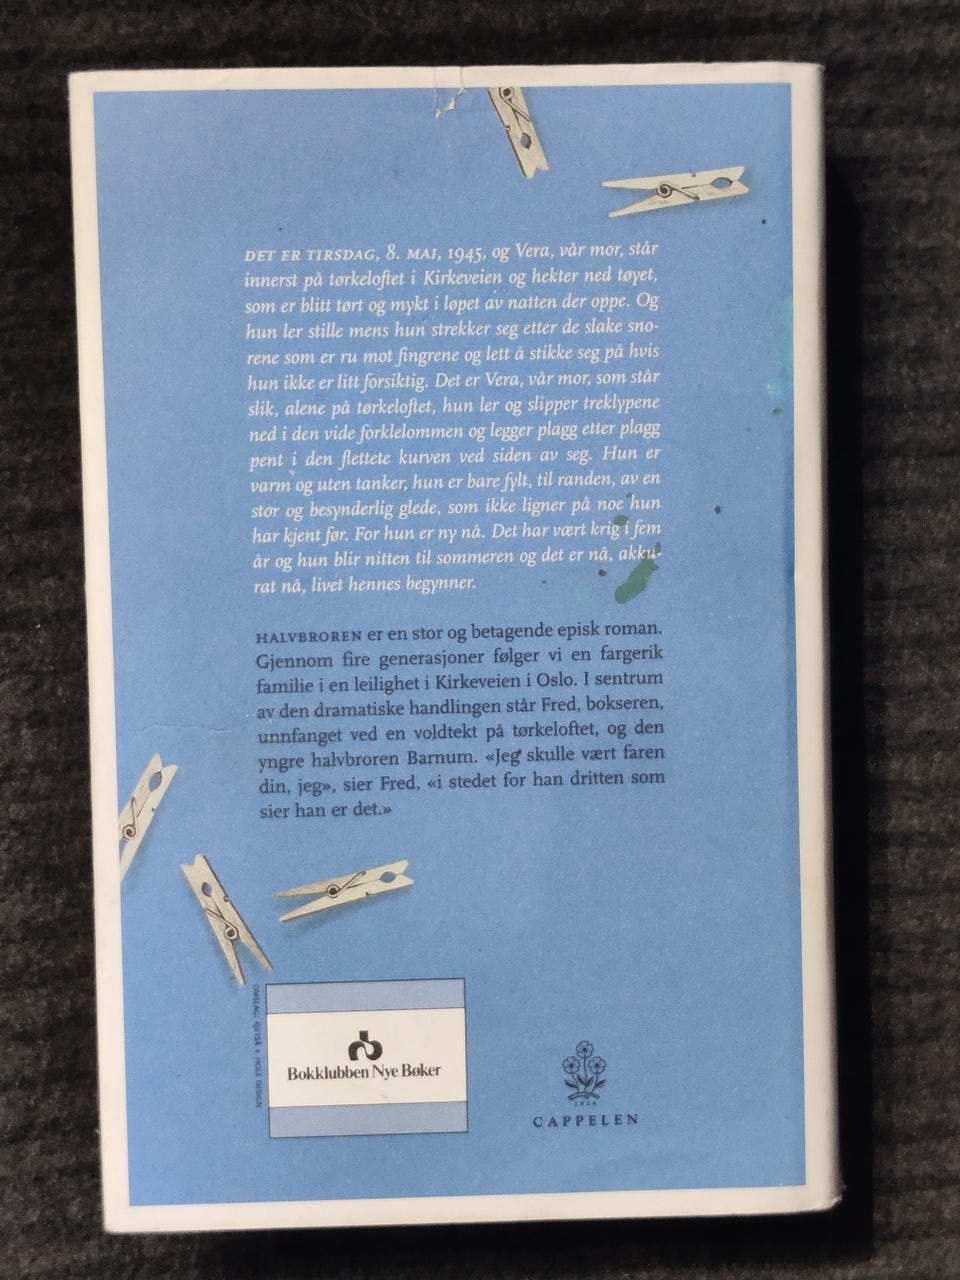 DET ER TIRSDAG, 8. MAI, 1945, og Vera, vår mor, står
innerst på tørkeloftet i Kirkeveien og hekter ned tøyet,
som er blitt tørt og mykt i løpet av natten der oppe. Og
hun ler stille mens hun strekker seg etter de slake sno-
rene som er ru mot fingrene og lett å stikke seg på hvis
hun ikke er litt forsiktig. Det er Vera, vår mor, som står
slik, alene på tørkeloftet, hun ler og slipper treklypene
ned i den vide forklelommen og legger plagg etter plagg
pent i den flettete kurven ved siden av seg. Hun er
varm og uten tanker, hun er bare fylt, til randen, av en
stor og besynderlig glede, som ikke ligner på noe hun
har kjent før. For hun er ny nå. Det har vært krig i fem
år og hun blir nitten til sommeren og det er nå, akku-
rat nå, livet hennes begynner.
HALVBROREN er en stor og betagende episk roman.
Gjennom fire generasjoner følger vi en fargerik
familie i en leilighet i Kirkeveien i Oslo. I sentrum
av den dramatiske handlingen står Fred, bokseren,
unnfanget ved en voldtekt på tørkeloftet, og den
yngre halvbroren Barnum. «Jeg skulle vært faren
din, jeg», sier Fred, «i stedet for han dritten som
sier han er det.»
OMSLAG: KJITSÅ + HOLE DESIGN
Bokklubben Nye Bøker
1829
CAPPELEN